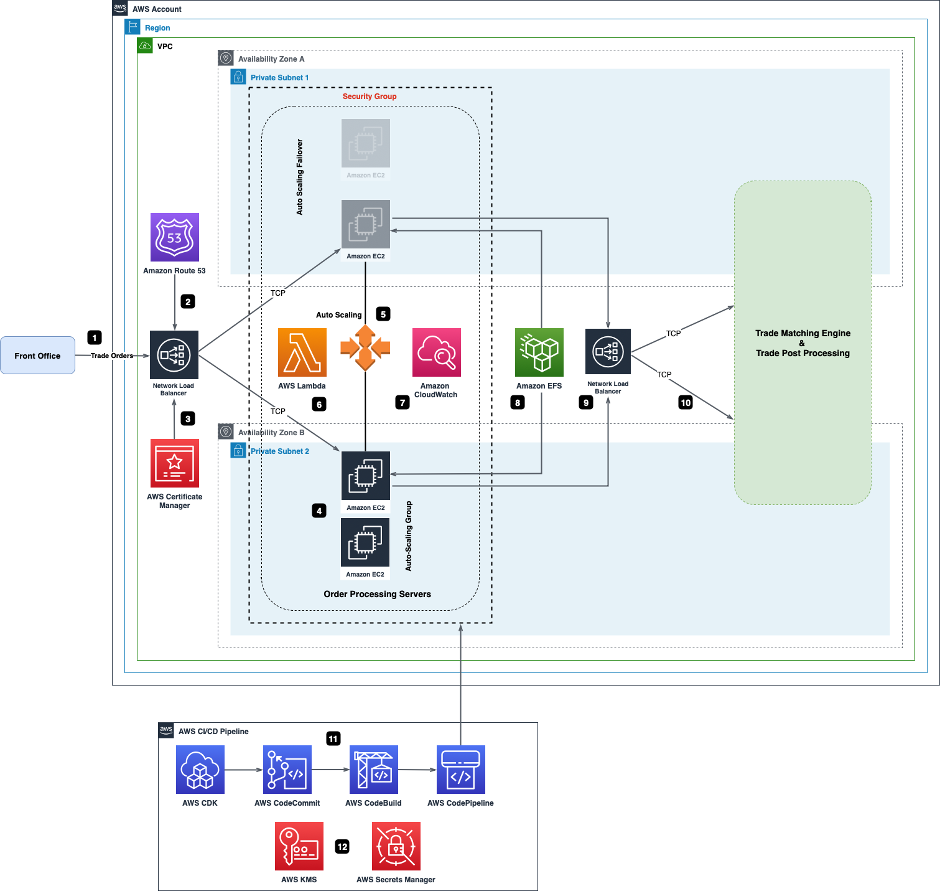 aws
AWS Account
Region
VPC
Availability Zone A
Private Subnet 1
Security Group
Auto Scaling Failover
Amazon EC2
Amazon EC2
53
Amazon Route 53
2
TCP
Auto Scaling
5
1
Front Office
Trade Orders
Network Load
Balancer
AWS Lambda
6
Amazon
CloudWatch
7
Amazon EFS
8
Network Load
Balancer
9
TCP
TCP
10
Trade Matching Engine
&
Trade Post Processing
3
TCP
AWS Certificate
Manager
Availability Zone B
Private Subnet 2
Amazon EC2
4
Auto-Scaling Group
Amazon EC2
Order Processing Servers
aws
AWS CI/CD Pipeline
11
AWS CDK
AWS CodeCommit
AWS CodeBuild
AWS CodePipeline
12
AWS KMS
AWS Secrets Manager